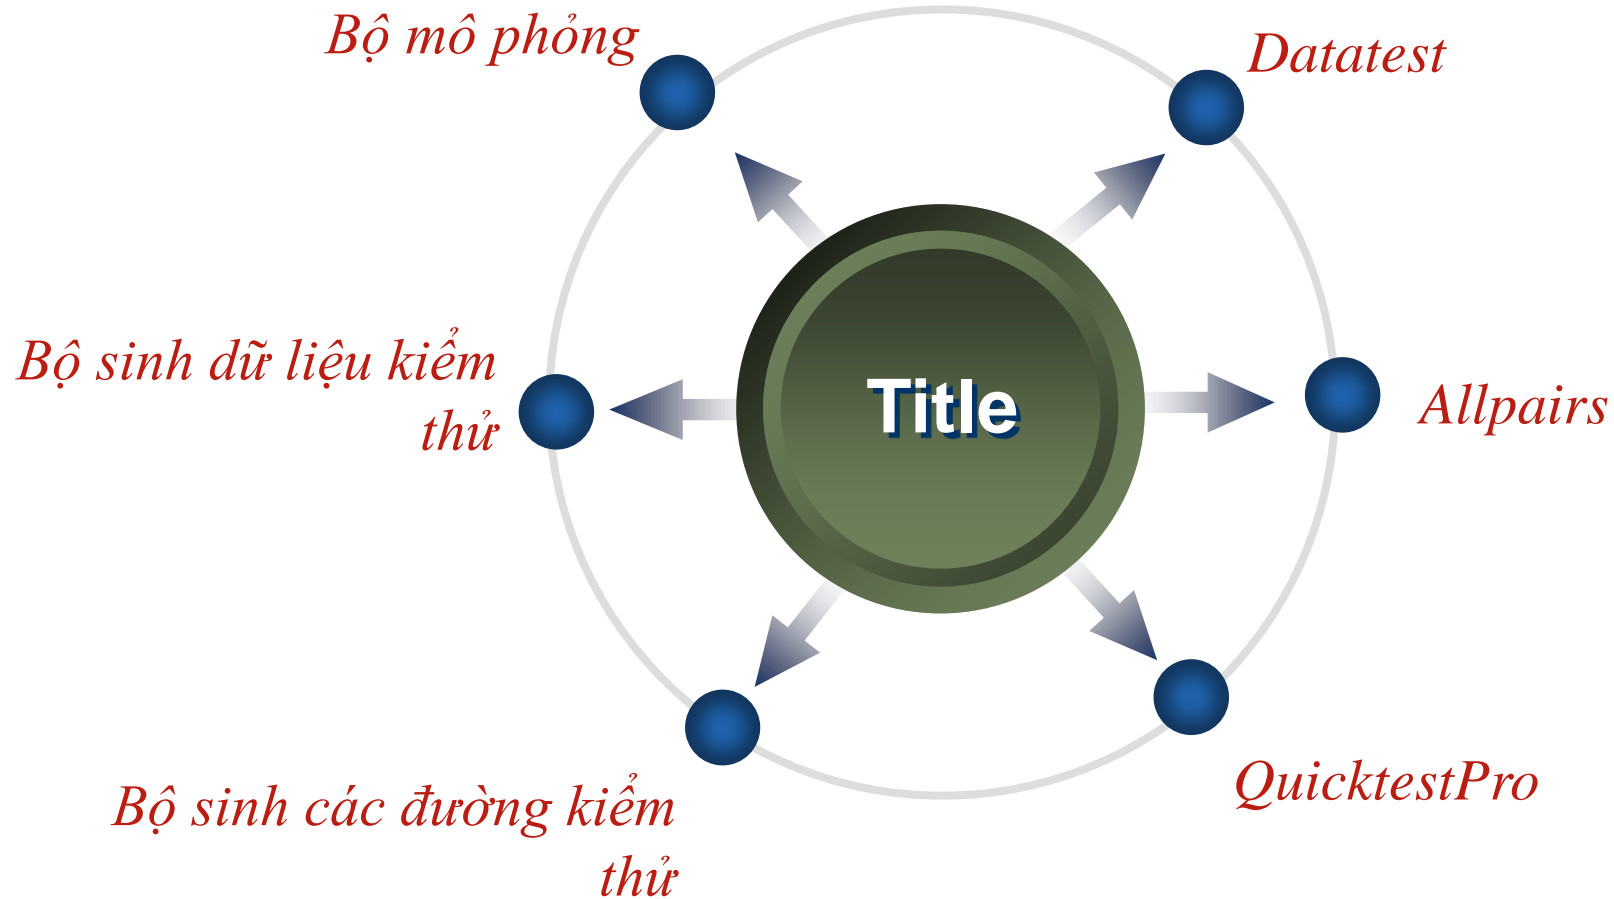 Bộ mô phỏng
Datatest
Bộ sinh dữ liệu kiểm
thử
Title
Allpairs
QuicktestPro
Bộ sinh các đường kiểm
thử